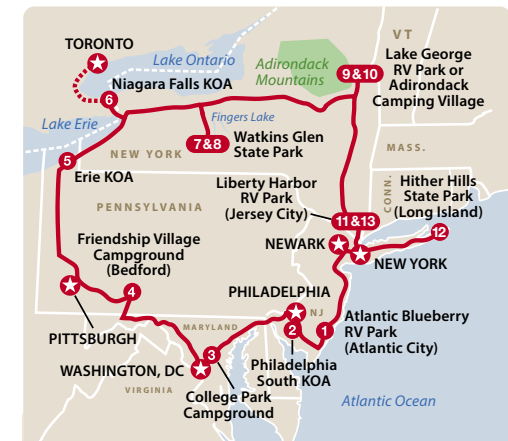 VT
TORONTO
Lake Ontario
Adirondack
Mountains
9 & 10
Lake George
RV Park or
Adirondack
Camping Village
Niagara Falls KOA
6
Lake Erie
Fingers Lake
7 & 8
Watkins Glen
State Park
NEW YORK
MASS.
5
Erie KOA
Liberty Harbor
RV Park
(Jersey City)
CONN.
Hither Hills
State Park
(Long Island)
PENNSYLVANIA
11 & 13
12
Friendship Village
Campground
(Bedford)
NEWARK
NEW YORK
4
PHILADELPHIA
NJ
PITTSBURGH
MARYLAND
2
1
Atlantic Blueberry
RV Park
(Atlantic City)
WASHINGTON, DC
3
Philadelphia
South KOA
VIRGINIA
College Park
Campground
Atlantic Ocean